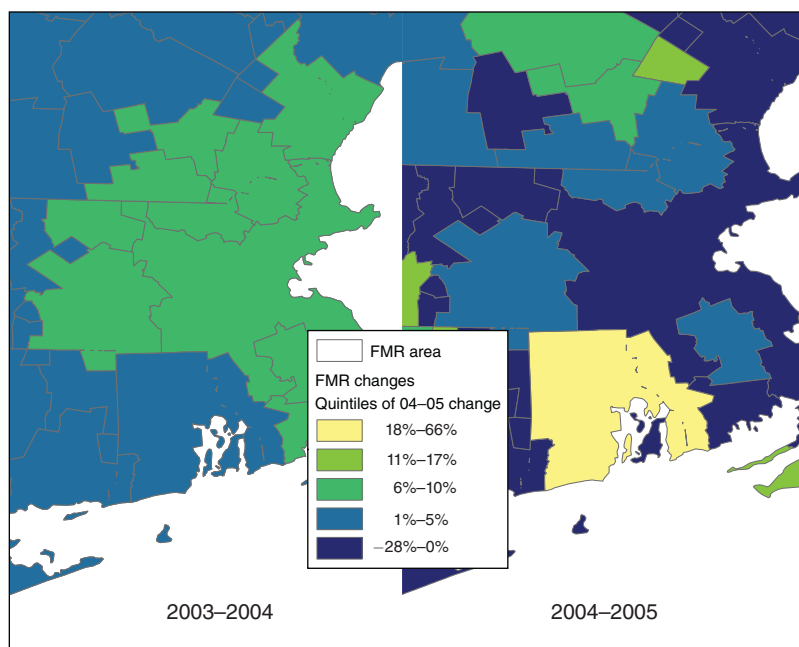 FMR area
FMR changes
Quintiles of 04–05 change
18%–66%
11%–17%
6%–10%
1%–5%
−28%–0%
2003–2004
2004–2005